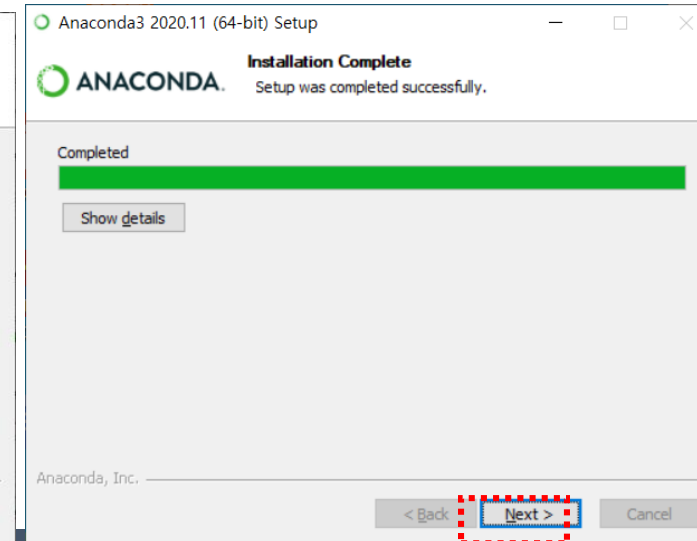 Anaconda3 2020.11 (64-bit) Setup
ANACONDA.
Installation Complete
Setup was completed successfully.
Completed
Show details
Anaconda, Inc.
< Back
Next >
Cancel